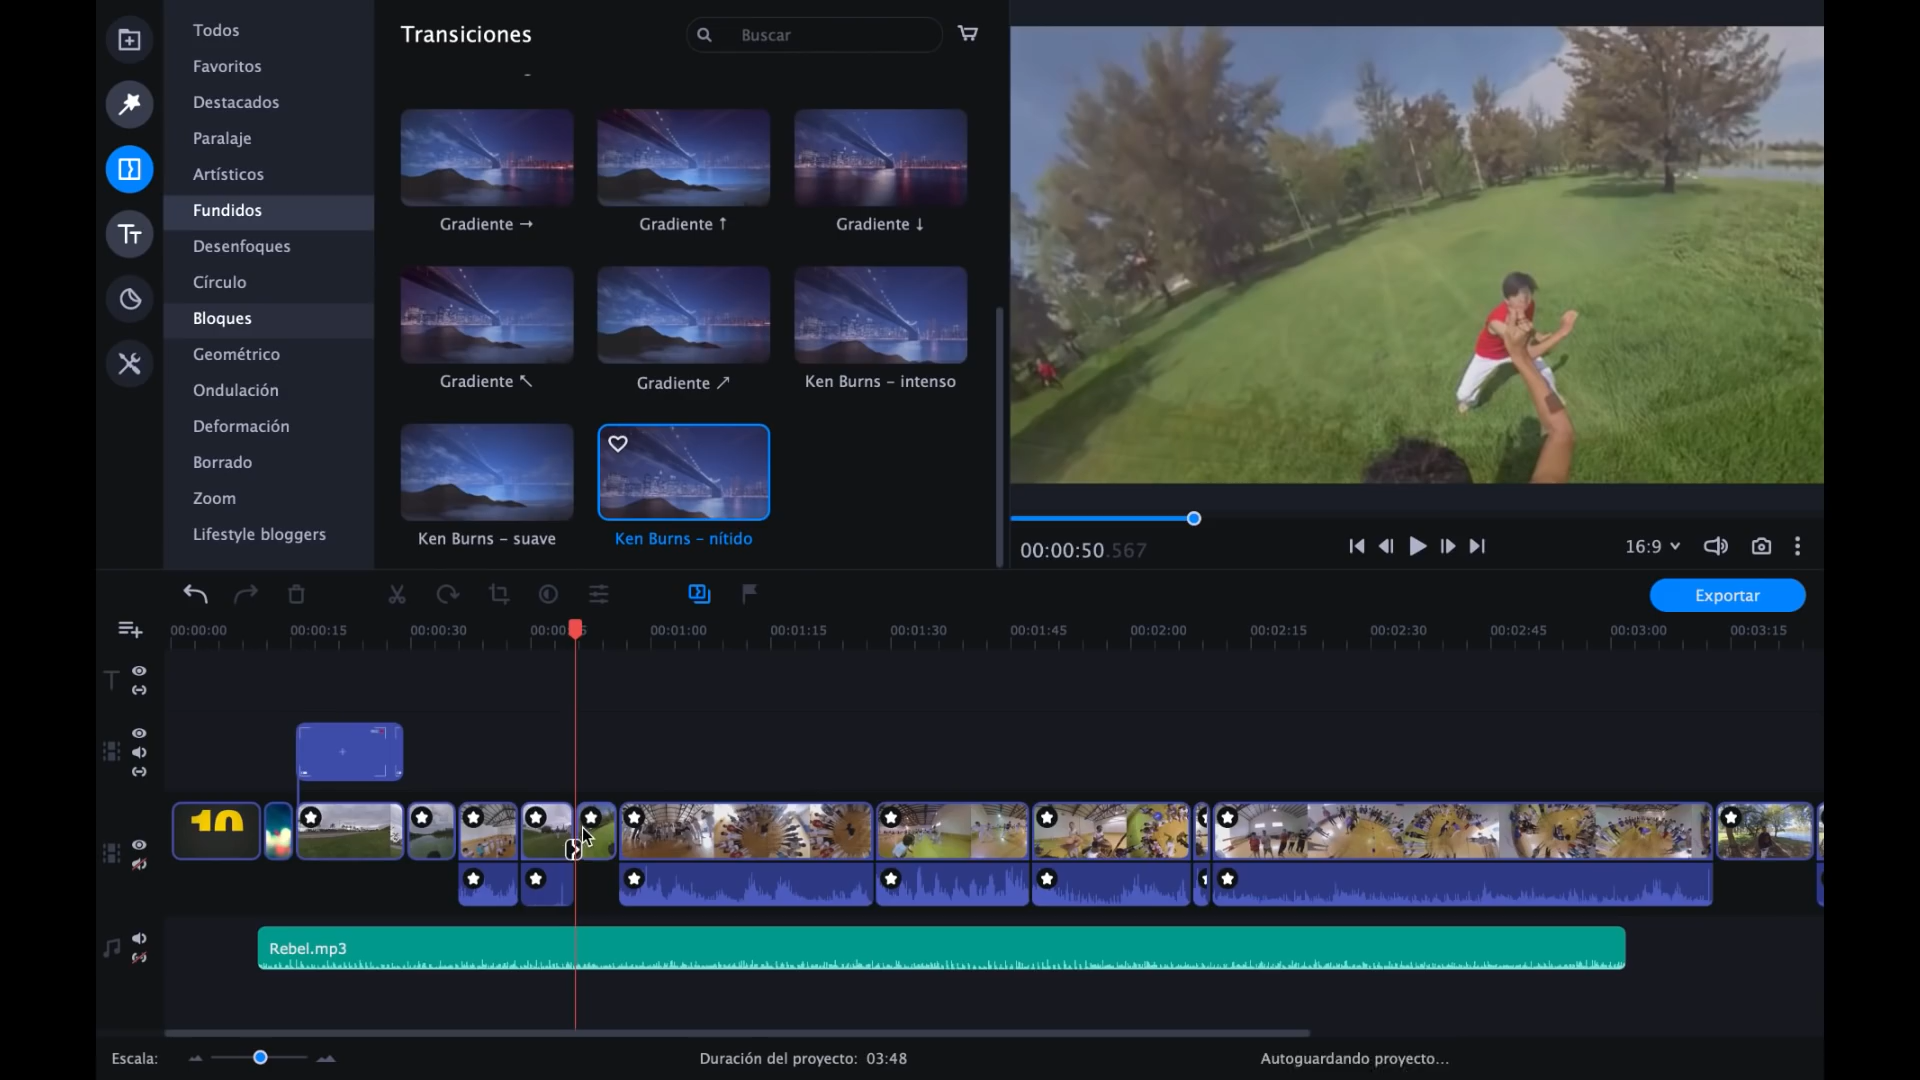 Todos
Favoritos
Destacados
Paralaje
Artísticos
Fundidos
Desenfoques
Círculo
Bloques
Geométrico
Ondulación
Deformación
Borrado
Zoom
Lifestyle bloggers
Transiciones
Buscar
Gradiente →
Gradiente ↑
Gradiente ↓
Gradiente ↖
Gradiente ↗
Ken Burns – intenso
Ken Burns – suave
Ken Burns – nítido
00:00:50.567
16:9
Exportar
00:00:00
00:00:15
00:00:30
00:01:00
00:01:15
00:01:30
00:01:45
00:02:00
00:02:15
00:02:30
00:02:45
00:03:00
00:03:15
10
Rebel.mp3
Escala:
Duración del proyecto: 03:48
Autoguardando proyecto...